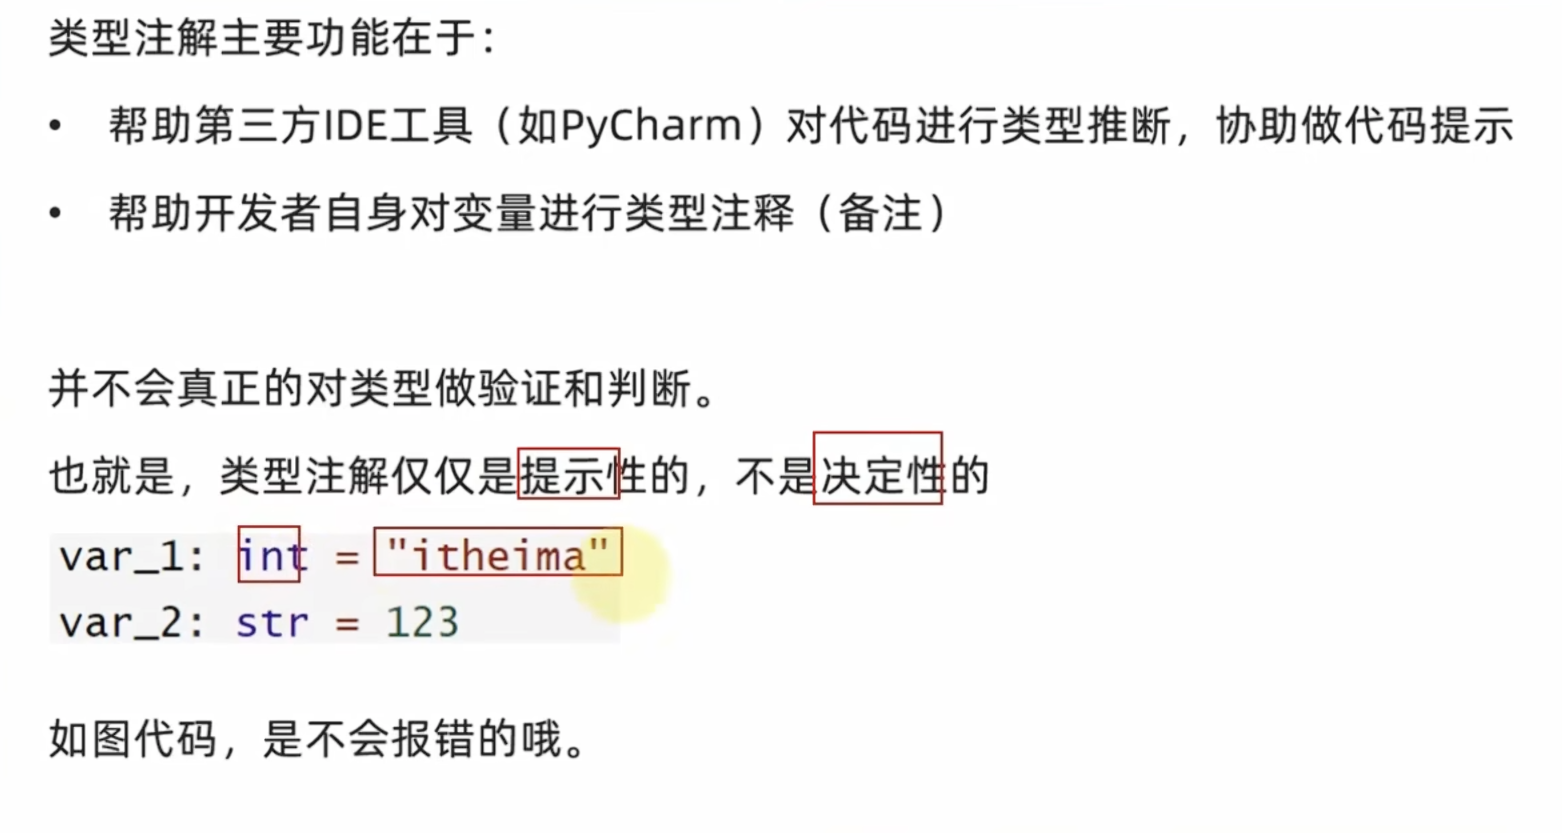 类型注解主要功能在于：
• 帮助第三方IDE工具（如PyCharm）对代码进行类型推断，协助做代码提示
• 帮助开发者自身对变量进行类型注释（备注）
并不会真正的对类型做验证和判断。
也就是，类型注解仅仅是提示性的，不是决定性的
var_1: int = "itheima"
var_2: str = 123
如图代码，是不会报错的哦。